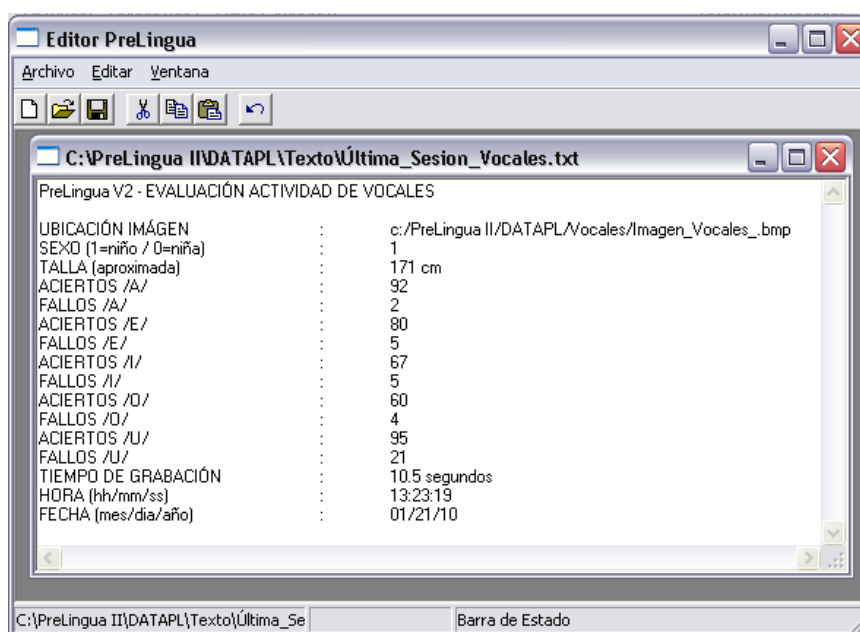 Editor PreLingua
Archivo Editar Ventana
C:\PreLingua II\DATAPL\Texto\Última_Sesion_Vocales.txt
PreLingua V2 - EVALUACIÓN ACTIVIDAD DE VOCALES
UBICACIÓN IMÁGEN : c:/PreLingua II/DATAPL/Vocales/Imagen_Vocales_.bmp
SEXO (1=niño / 0=niña) : 1
TALLA (aproximada) : 171 cm
ACIERTOS /A/ : 92
FALLOS /A/ : 2
ACIERTOS /E/ : 80
FALLOS /E/ : 5
ACIERTOS /I/ : 67
FALLOS /I/ : 5
ACIERTOS /O/ : 60
FALLOS /O/ : 4
ACIERTOS /U/ : 95
FALLOS /U/ : 21
TIEMPO DE GRABACIÓN : 10.5 segundos
HORA (hh/mm/ss) : 13:23:19
FECHA (mes/dia/año) : 01/21/10
C:\PreLingua II\DATAPL\Texto\Última_Se Barra de Estado